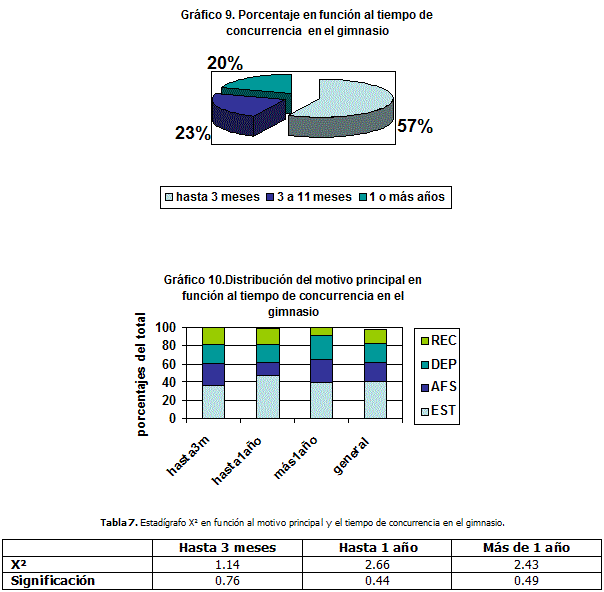 Gráfico 9. Porcentaje en función al tiempo de
concurrencia en el gimnasio
20%
23%
57%
hasta 3 meses 3 a 11 meses 1 o más años
Gráfico 10.Distribución del motivo principal en
función al tiempo de concurrencia en el
gimnasio
porcentajes del total
100
80
60
40
20
0
hasta3m
hasta1año
más1año
general
REC
DEP
AFS
EST
Tabla 7. Estadígrafo X² en función al motivo principal y el tiempo de concurrencia en el gimnasio.
Hasta 3 meses Hasta 1 año Más de 1 año
X² 1.14 2.66 2.43
Significación 0.76 0.44 0.49